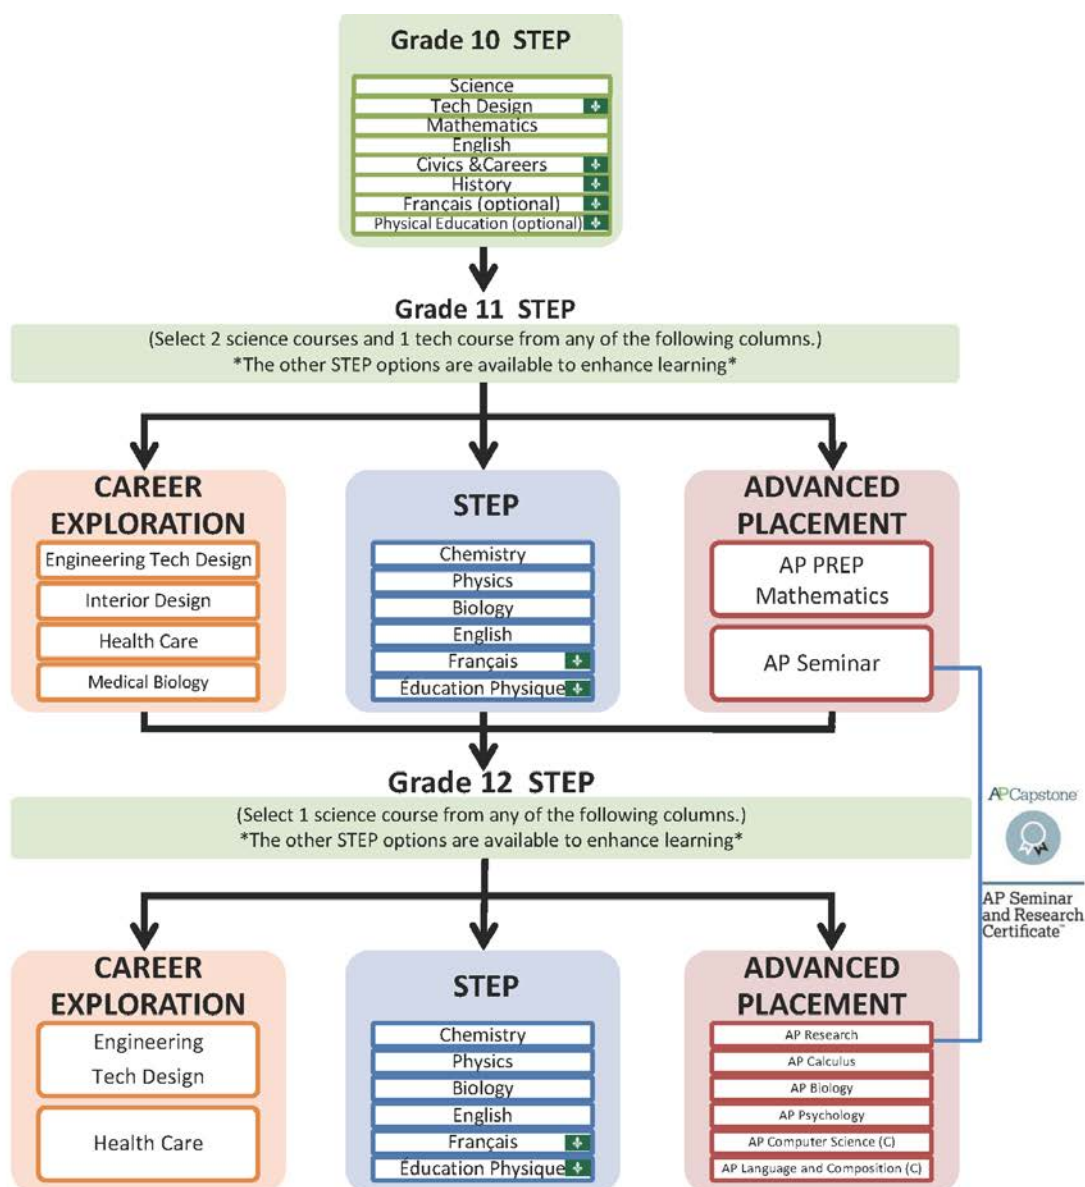 Grade 10 STEP
Science
Tech Design
Mathematics
English
Civics &Careers
History
Français (optional)
Physical Education (optional)
Grade 11 STEP
(Select 2 science courses and 1 tech course from any of the following columns.)
*The other STEP options are available to enhance learning*
CAREER
EXPLORATION
Engineering Tech Design
Interior Design
Health Care
Medical Biology
STEP
Chemistry
Physics
Biology
English
Français
Éducation Physique
ADVANCED
PLACEMENT
AP PREP
Mathematics
AP Seminar
Grade 12 STEP
(Select 1 science course from any of the following columns.)
*The other STEP options are available to enhance learning*
APCapstone
AP Seminar
and Research
Certificate™
CAREER
EXPLORATION
Engineering
Tech Design
Health Care
STEP
Chemistry
Physics
Biology
English
Français
Éducation Physique
ADVANCED
PLACEMENT
AP Research
AP Calculus
AP Biology
AP Psychology
AP Computer Science (C)
AP Language and Composition (C)